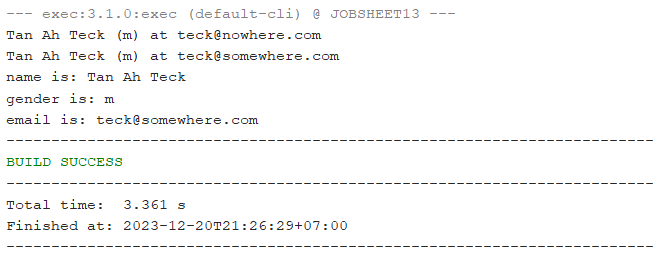 --- exec:3.1.0:exec (default-cli) @ JOBSHEET13 ---
Tan Ah Teck (m) at teck@nowhere.com
Tan Ah Teck (m) at teck@somewhere.com
name is: Tan Ah Teck
gender is: m
email is: teck@somewhere.com
------------------------------------------------------------------------
BUILD SUCCESS
------------------------------------------------------------------------
Total time:  3.361 s
Finished at: 2023-12-20T21:26:29+07:00
------------------------------------------------------------------------